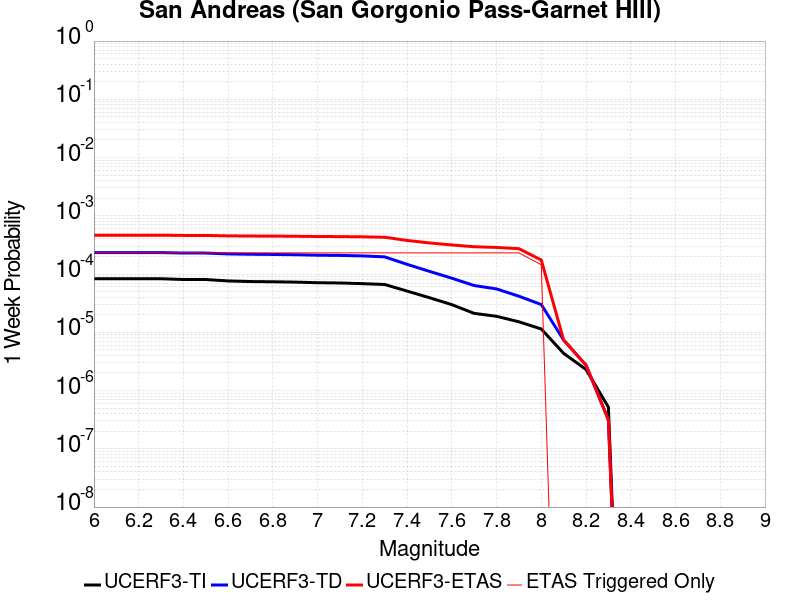 San Andreas (San Gorgonio Pass-Garnet HIll)
10^0
10^-1
10^-2
10^-3
10^-4
10^-5
10^-6
10^-7
10^-8
1 Week Probability
6 6.2 6.4 6.6 6.8 7 7.2 7.4 7.6 7.8 8 8.2 8.4 8.6 8.8 9
Magnitude
UCERF3-TI UCERF3-TD UCERF3-ETAS ETAS Triggered Only